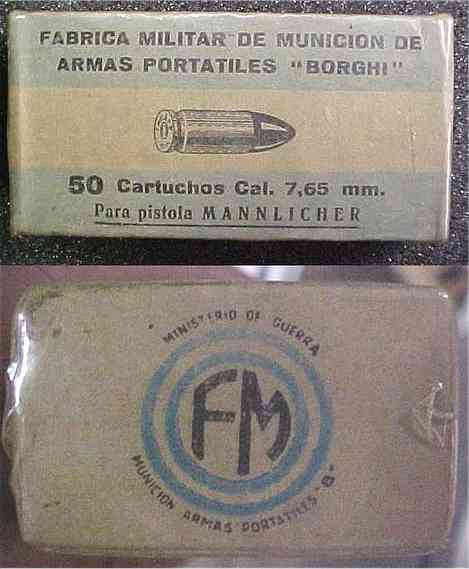 FABRICA MILITAR DE MUNICION DE
ARMAS PORTATILES "BORGHI"
50 Cartuchos Cal. 7,65 mm.
Para pistola MANNLICHER
MINISTERIO DE GUERRA
FM
MUNICION ARMAS PORTATILES "B"